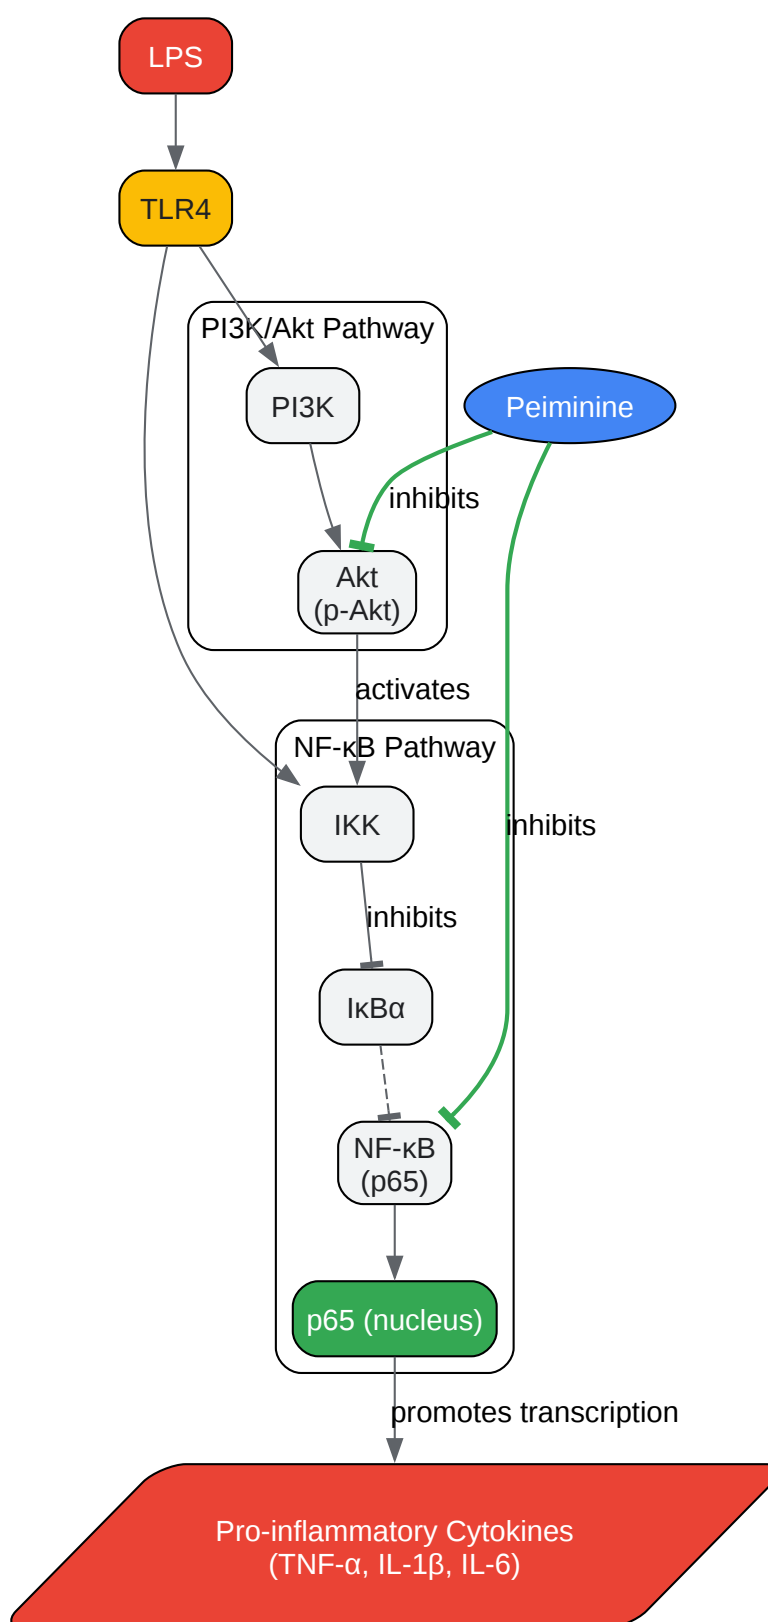 LPS
TLR4
PI3K/Akt Pathway
PI3K
Peiminine
inhibits
Akt
(p-Akt)
activates
NF-κB Pathway
IKK
inhibits
inhibits
IκBα
NF-κB
(p65)
p65 (nucleus)
promotes transcription
Pro-inflammatory Cytokines
(TNF-α, IL-1β, IL-6)